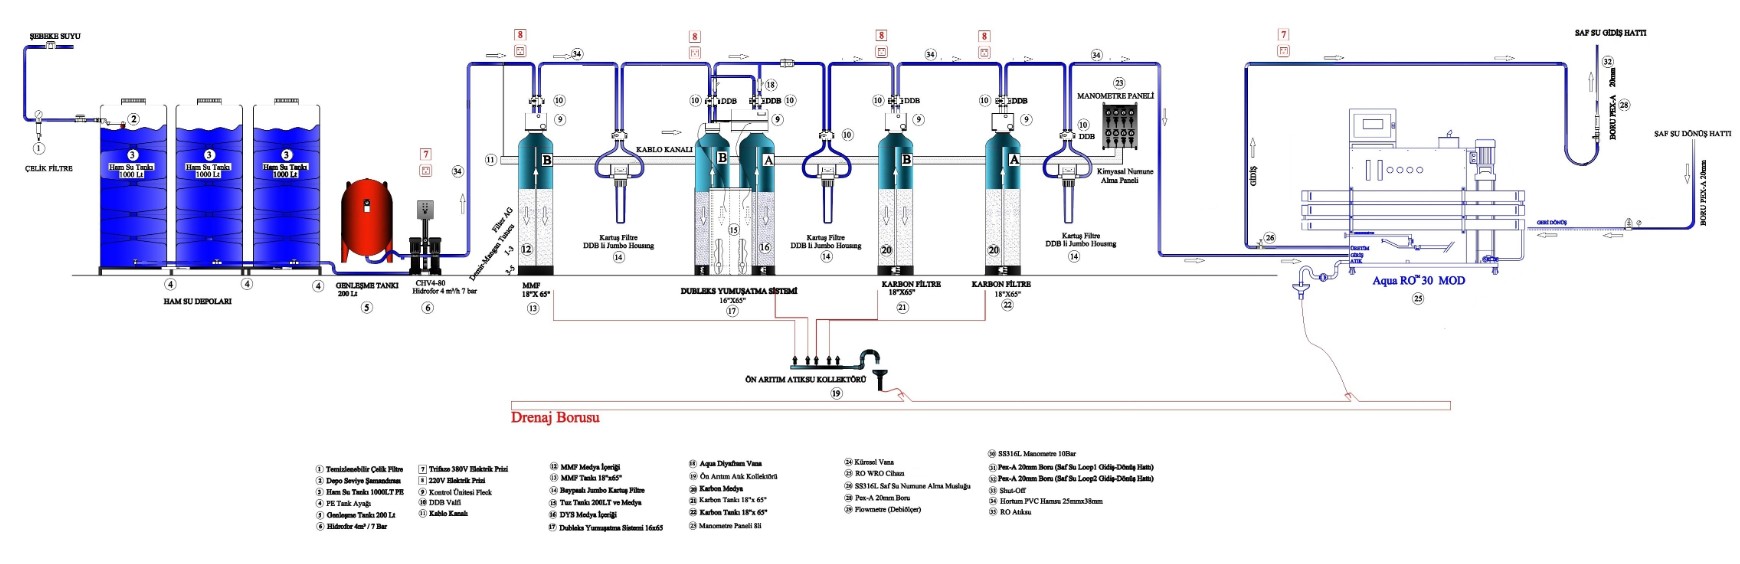 ŞEBEKE SUYU
1
ÇELİK FİLTRE
2
3
Ham Su Tankı
1000 Lt
3
Ham Su Tankı
1000 Lt
3
Ham Su Tankı
1000 Lt
4
4
4
HAM SU DEPOLARI
GENLEŞME TANKI
200 Lt
5
7
CHV4-80
Hidrofor 4 m³/h 7 bar
6
34
8
34
10
9
11
B
Filter AG
Demir-Mangan Tutucu
1-3
3-5
12
MMF
18"X 65"
13
10
Kartuş Filtre
DDB li Jumbo Housıng
14
KABLO KANALI
8
18
10
DDB
DDB
10
9
B
A
15
16
DUBLEKS YUMUŞATMA SİSTEMİ
16"X65"
17
10
Kartuş Filtre
DDB li Jumbo Housıng
14
8
34
10
DDB
9
B
20
KARBON FİLTRE
18"X65"
21
8
10
DDB
9
A
20
KARBON FİLTRE
18"X65"
22
34
10
DDB
Kartuş Filtre
DDB li Jumbo Housıng
14
23
MANOMETRE PANELİ
Kimyasal Numune
Alma Paneli
7
GİDİŞ
26
ÜRETİM
GİRİŞ
ATIK
Aqua RO™ 30 MOD
25
SAF SU GİDİŞ HATTI
32
BORU PEX-A 20mm
28
ŞAF SU DÖNÜŞ HATTI
BORU PEX-A 20mm
GERİ DÖNÜŞ
ÖN ARITIM ATIKSU KOLLEKTÖRÜ
19
Drenaj Borusu
1 Temizlenebilir Çelik Filtre
2 Depo Seviye Şamandırası
2 Ham Su Tankı 1000LT PE
4 PE Tank Ayağı
5 Genleşme Tankı 200 Lt
6 Hidrofor 4m³ / 7 Bar
7 Trifaze 380V Elektrik Prizi
8 220V Elektrik Prizi
9 Kontrol Ünitesi Fleck
10 DDB Valfi
11 Kablo Kanalı
12 MMF Medya İçeriği
13 MMF Tankı 18"x65"
14 Baypaslı Jumbo Kartuş Filtre
15 Tuz Tankı 200LT ve Medya
16 DYS Medya İçeriği
17 Dubleks Yumuşatma Sistemi 16x65
18 Aqua Diyafram Vana
19 Ön Arıtım Atık Kollektörü
20 Karbon Medya
21 Karbon Tankı 18"x 65"
22 Karbon Tankı 18"x 65"
23 Manometre Paneli 8li
24 Küresel Vana
25 RO WRO Cihazı
26 SS316L Saf Su Numune Alma Musluğu
28 Pex-A 20mm Boru
29 Flowmetre (Debiölçer)
30 SS316L Manometre 10Bar
31 Pex-A 20mm Boru (Saf Su Loop1 Gidiş-Dönüş Hattı)
32 Pex-A 20mm Boru (Saf Su Loop2 Gidiş-Dönüş Hattı)
33 Shut-Off
34 Hortum PVC Hamsu 25mmx38mm
35 RO Atıksu